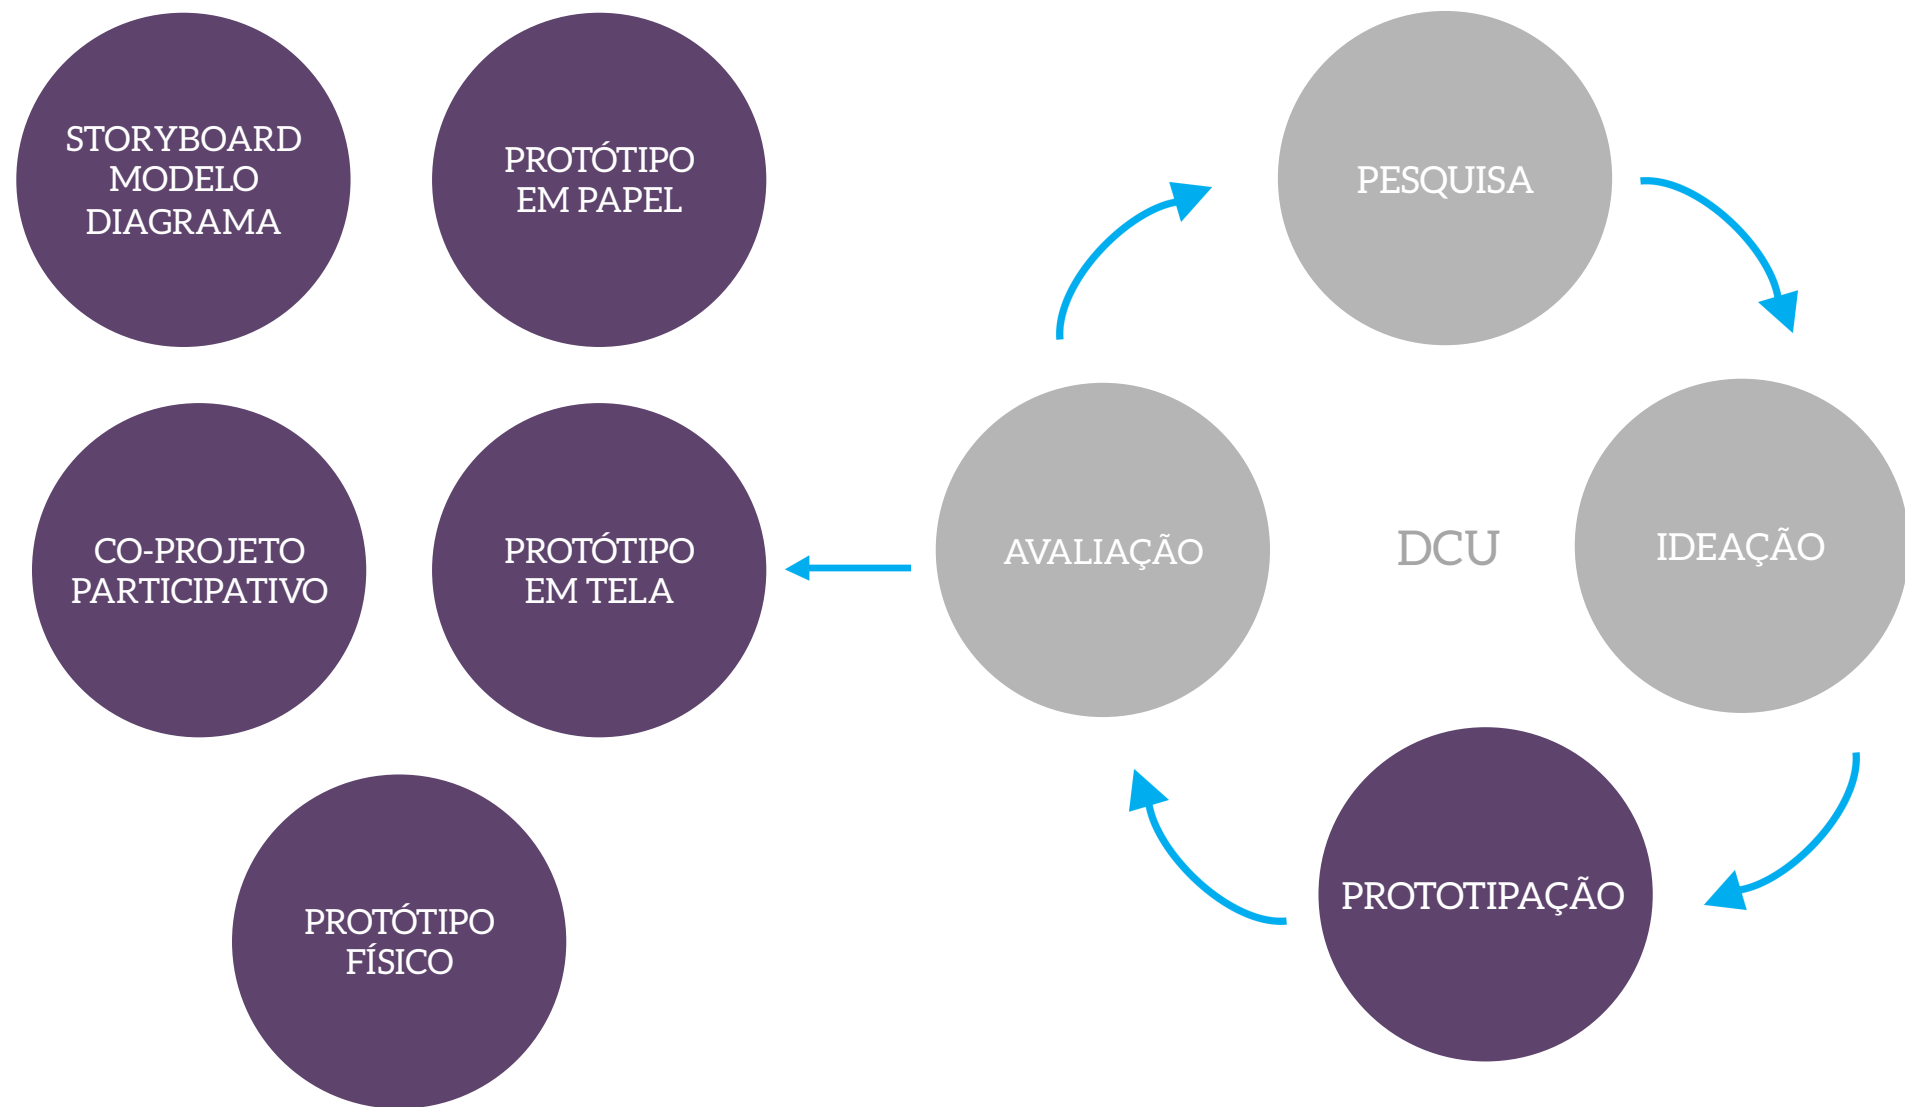 STORYBOARD
MODELO
DIAGRAMA
PROTÓTIPO
EM PAPEL
PESQUISA
CO-PROJETO
PARTICIPATIVO
PROTÓTIPO
EM TELA
AVALIAÇÃO
DCU
IDEAÇÃO
PROTÓTIPO
FÍSICO
PROTOTIPAÇÃO